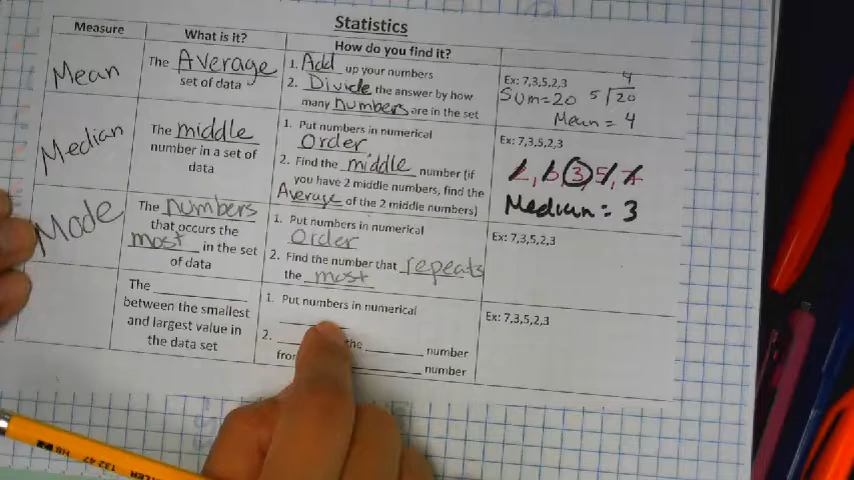 Statistics
Measure
What is it?
How do you find it?
Mean
The Average
set of data
1. Add up your numbers
2. Divide the answer by how
many numbers are in the set
Ex: 7,3,5,2,3
Sum=20 5 20
4
Mean = 4
Median
The middle
number in a set of
data
1. Put numbers in numerical
Order
2. Find the middle number (if
you have 2 middle numbers, find the
Average of the 2 middle numbers)
Ex: 7,3,5,2,3
3, 5, 7
Median = 3
Mode
The numbers
that occurs the
most in the set
of data
1. Put numbers in numerical
Order
2. Find the number that repeats
the most
Ex: 7,3,5,2,3
The
between the smallest
and largest value in
the data set
1. Put numbers in numerical
2. the number
number
Ex: 7,3,5,2,3
HB
132-47